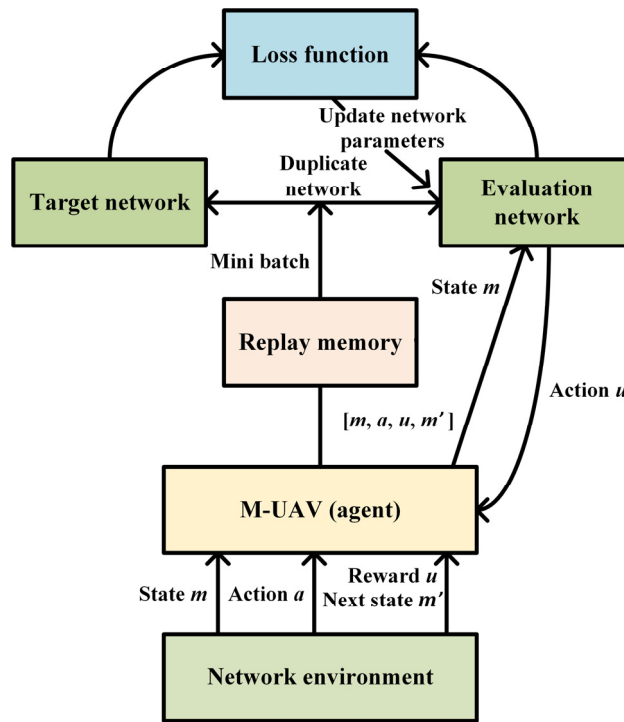 Loss function
Update network
parameters
Duplicate
network
Target network
Evaluation
network
Mini batch
State m
Replay memory
Action u
[m, a, u, m′]
M-UAV (agent)
State m
Action a
Reward u
Next state m′
Network environment